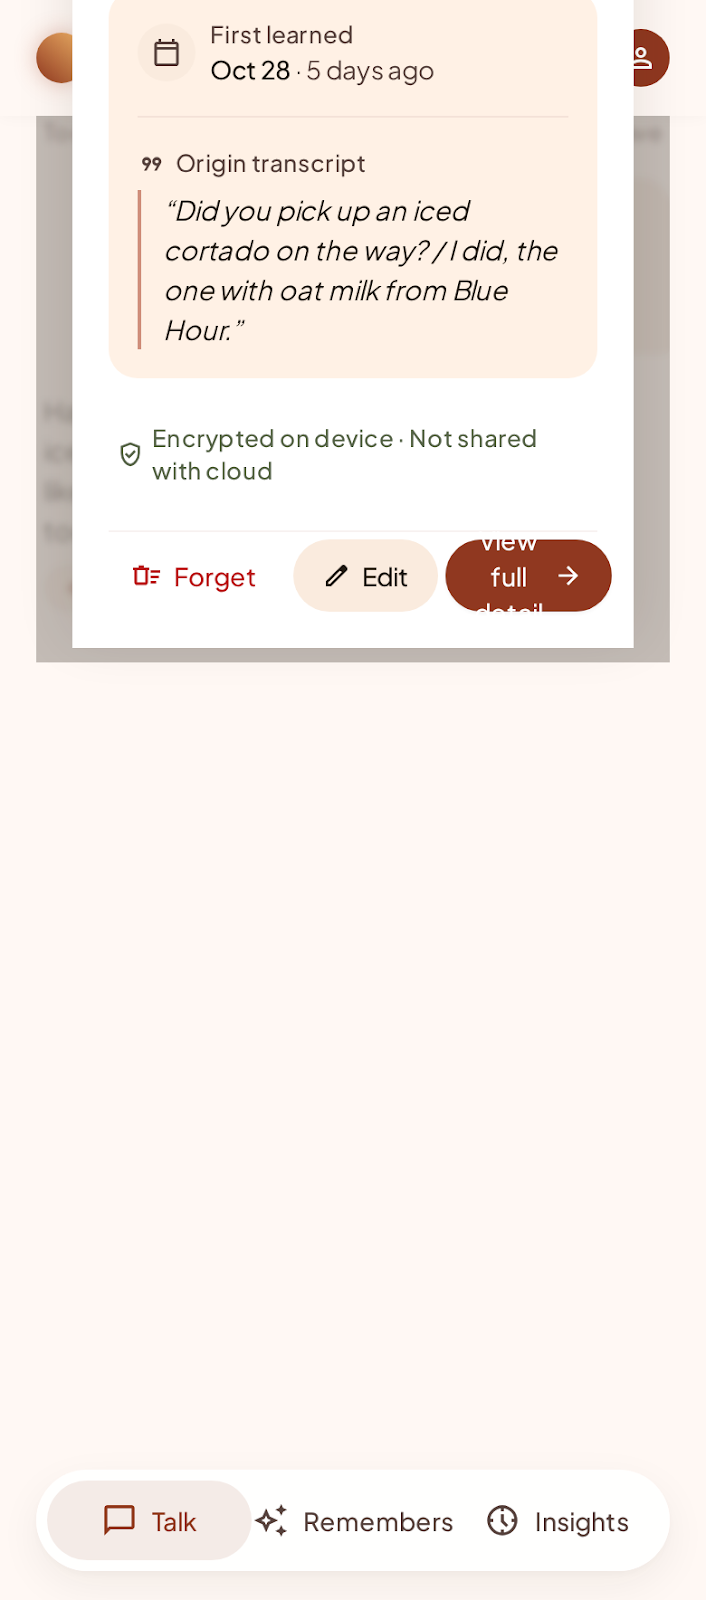 First learned
Oct 28 · 5 days ago
Origin transcript
“Did you pick up an iced
cortado on the way? / I did, the
one with oat milk from Blue
Hour.”
Encrypted on device · Not shared
with cloud
Forget
Edit
View
full
detail
Talk
Remembers
Insights